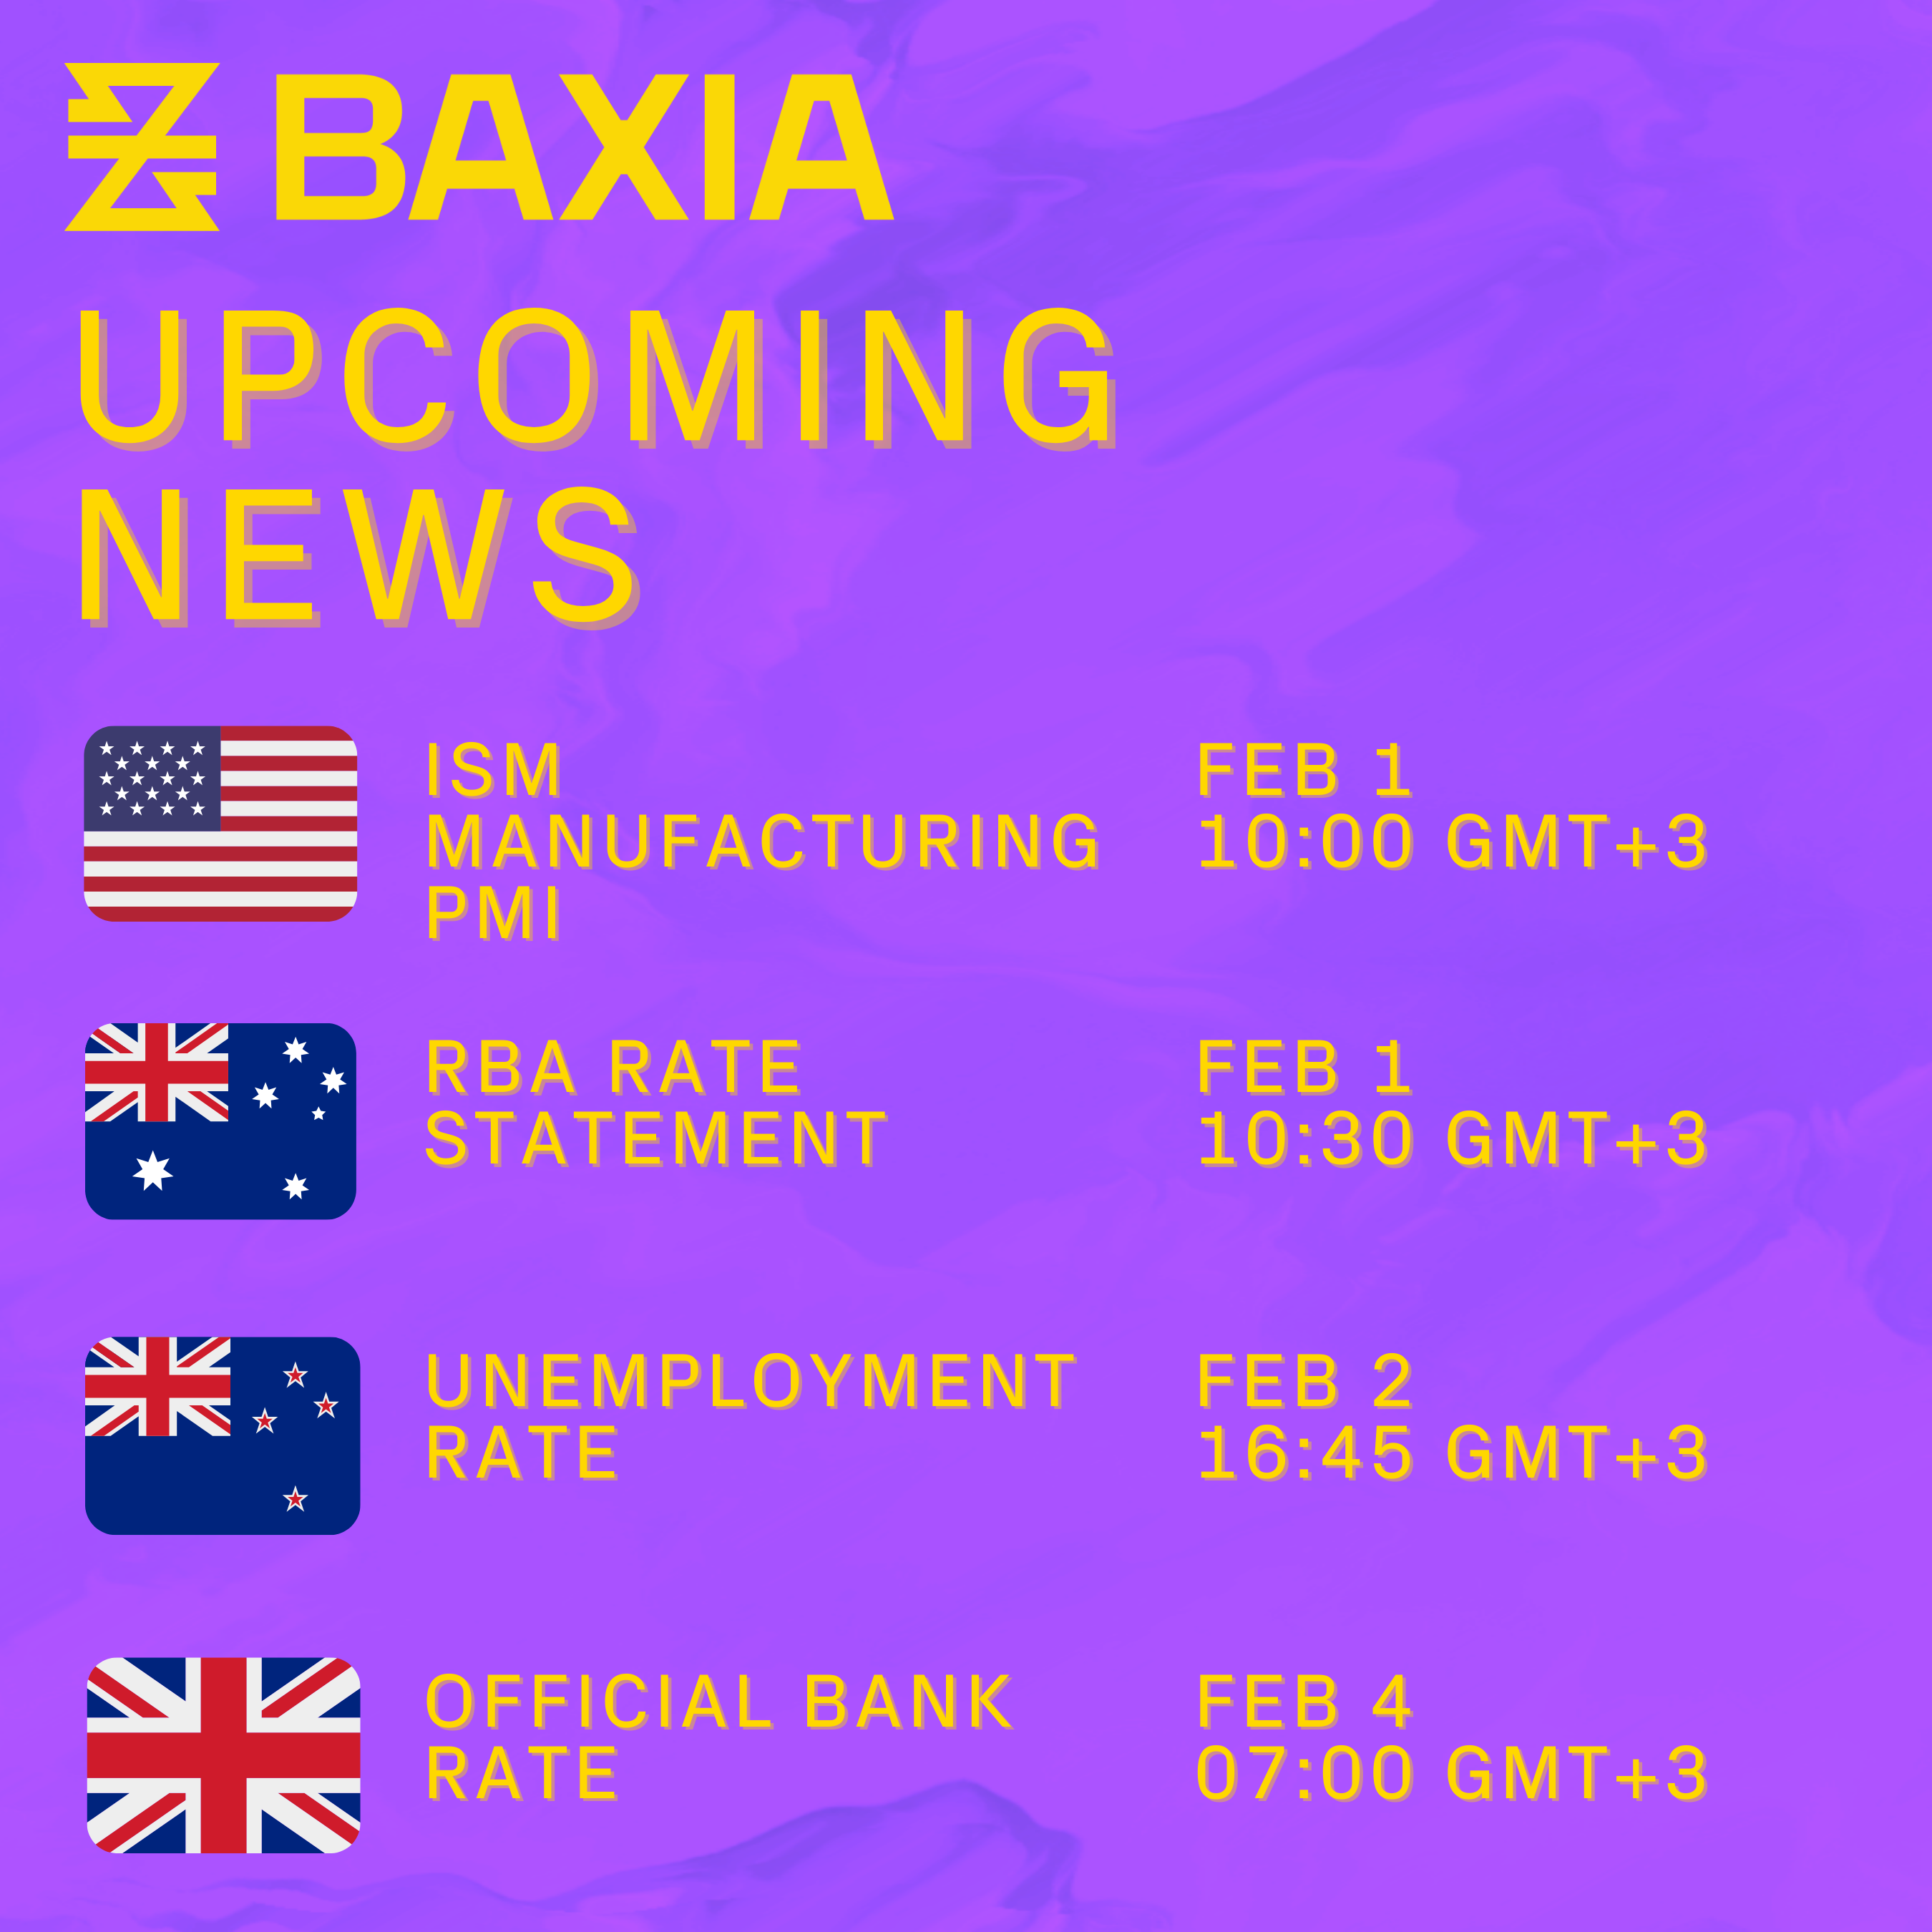 BAXIA
UPCOMING
NEWS
ISM
MANUFACTURING
PMI
FEB 1
10:00 GMT+3
RBA RATE
STATEMENT
FEB 1
10:30 GMT+3
UNEMPLOYMENT
RATE
FEB 2
16:45 GMT+3
OFFICIAL BANK
RATE
FEB 4
07:00 GMT+3